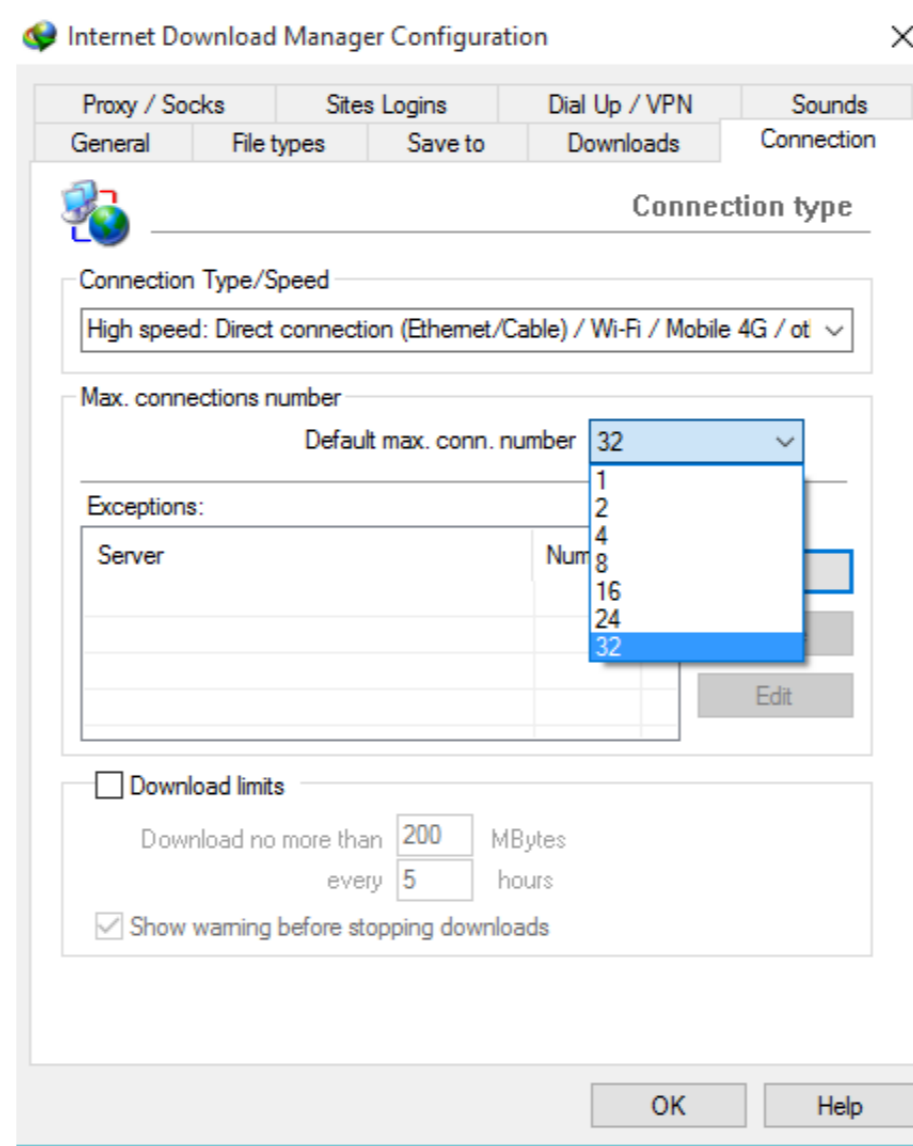 Internet Download Manager Configuration
Proxy / Socks Sites Logins Dial Up / VPN Sounds
General File types Save to Downloads Connection
Connection type
Connection Type/Speed
High speed: Direct connection (Ethernet/Cable) / Wi-Fi / Mobile 4G / ot
Max. connections number
Default max. conn. number 32
1
2
4
8
16
24
32
Exceptions:
Server Num
Edit
Download limits
Download no more than 200 MBytes
every 5 hours
Show warning before stopping downloads
OK Help